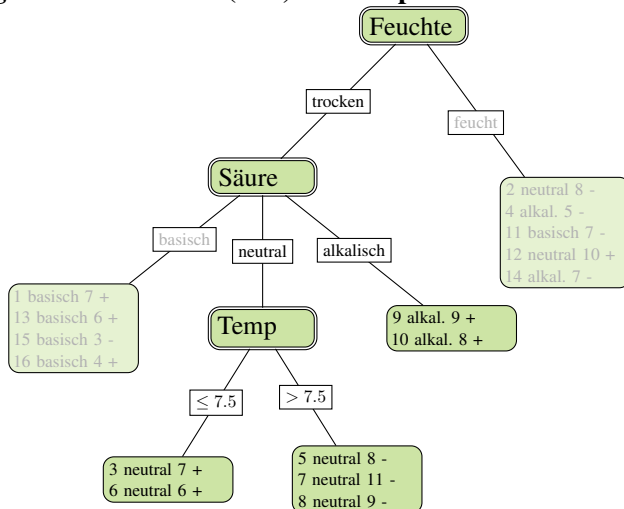 Feuchte
trocken
feucht
Säure
2 neutral 8 -
4 alkal. 5 -
11 basisch 7 -
12 neutral 10 +
14 alkal. 7 -
basisch
neutral
alkalisch
1 basisch 7 +
13 basisch 6 +
15 basisch 3 -
16 basisch 4 +
Temp
9 alkal. 9 +
10 alkal. 8 +
≤ 7.5
> 7.5
3 neutral 7 +
6 neutral 6 +
5 neutral 8 -
7 neutral 11 -
8 neutral 9 -